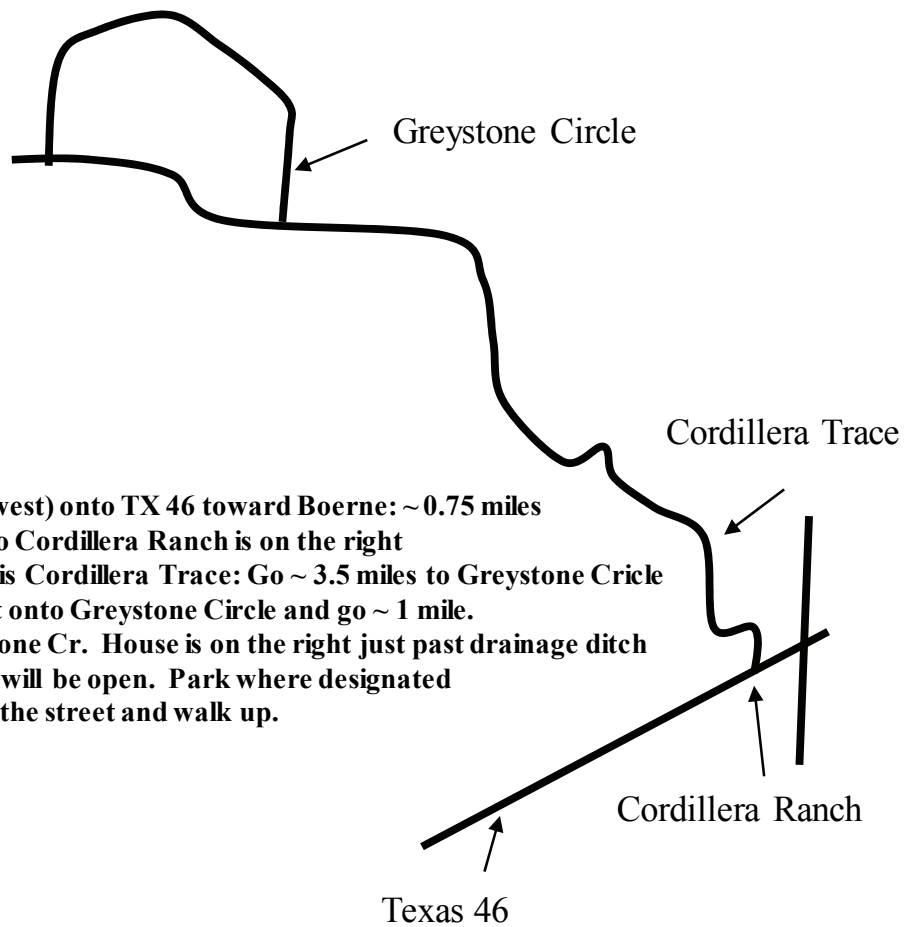 Greystone Circle
Cordillera Trace
west) onto TX 46 toward Boerne: ~ 0.75 miles
o Cordillera Ranch is on the right
is Cordillera Trace: Go ~ 3.5 miles to Greystone Cricle
t onto Greystone Circle and go ~ 1 mile.
one Cr. House is on the right just past drainage ditch
will be open. Park where designated
the street and walk up.
Cordillera Ranch
Texas 46